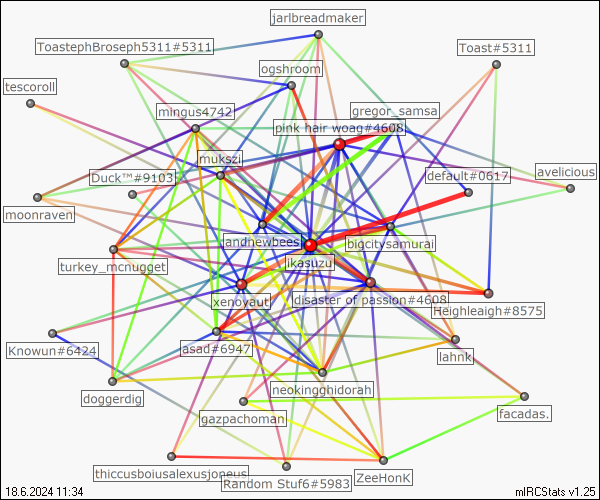 jarlbreadmaker
ToastephBroseph5311#5311
Toast#5311
ogshroom
tescoroll
mingus4742
gregor_samsa
pink hair woag#4608
mukszil
Duck™#9103
default#0617
avelicious
moonraven
andnewbees
bigcitysamurai
ikasuzu
turkey_mcnugget
xenoyaut
disaster of passion#4608
Heighleaigh#8575
Knowun#6424
asad#6947
lahnk
doggerdig
neokingghidorah
gazpachoman
facadas.
thiccusboiusalexusjoneus
Random Stuf6#5983
ZeeHonK
18.6.2024 11:34
mIRCStats v1.25